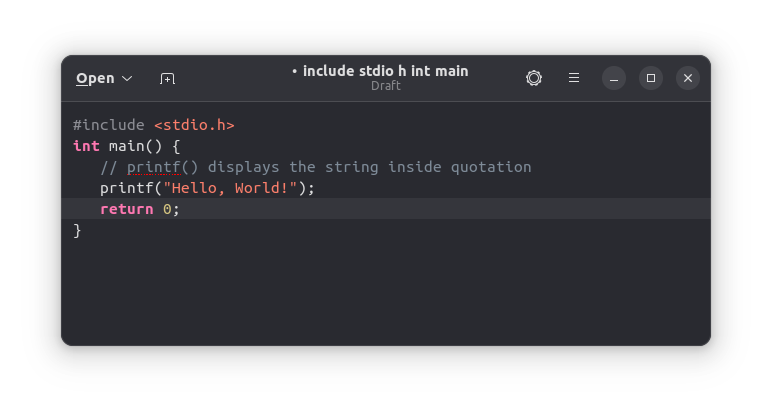 Open
• include stdio h int main
Draft
#include <stdio.h>
int main() {
   // printf() displays the string inside quotation
   printf("Hello, World!");
   return 0;
}